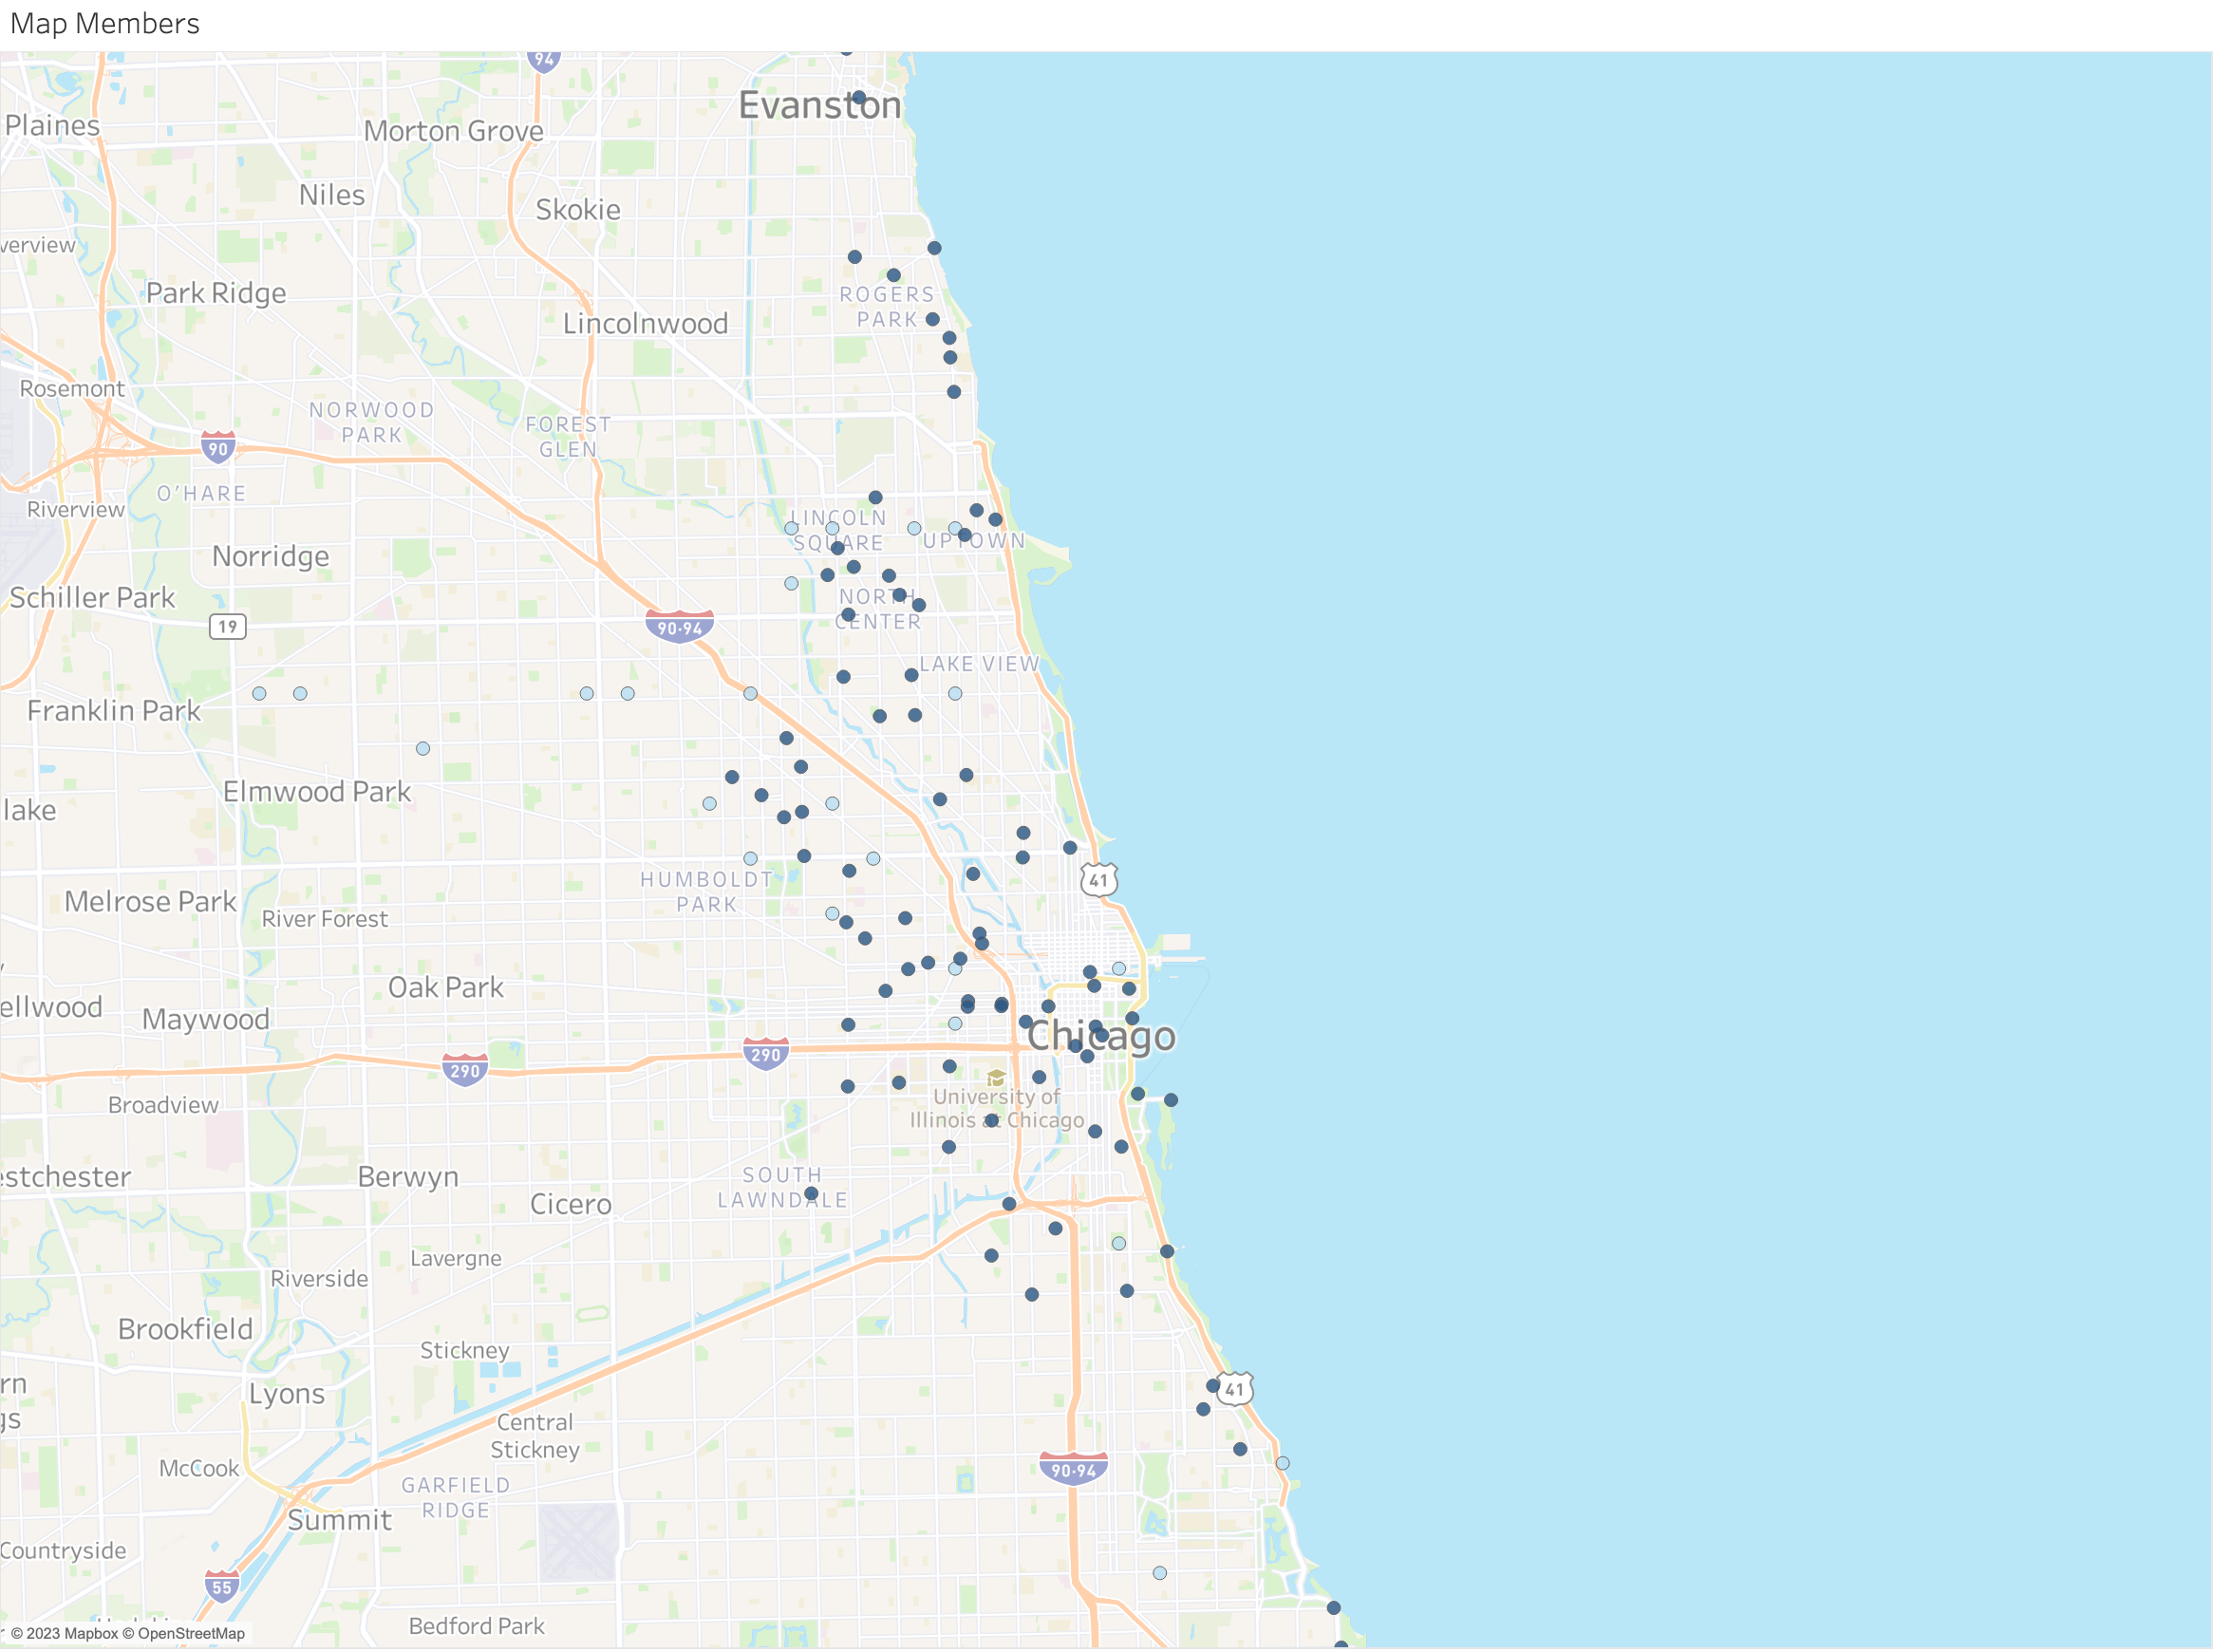 Map Members
94
Evanston
Plaines
Morton Grove
Niles
Skokie
verview
Park Ridge
ROGERS
PARK
Lincolnwood
Rosemont
NORWOOD
PARK
FOREST
GLEN
90
O'HARE
Riverview
LINCOLN
SQUARE
UPTOWN
Norridge
Schiller Park
NORTH
CENTER
19
90-94
LAKE VIEW
Franklin Park
Elmwood Park
lake
41
HUMBOLDT
PARK
Melrose Park
River Forest
Oak Park
ellwood
Maywood
Chicago
290
290
Broadview
University of
Illinois at Chicago
estchester
Berwyn
SOUTH
LAWNDALE
Cicero
Lavergne
Riverside
Brookfield
Stickney
rn
gs
Lyons
41
Central
Stickney
McCook
90-94
GARFIELD
RIDGE
Summit
Countryside
55
Bedford Park
© 2023 Mapbox © OpenStreetMap